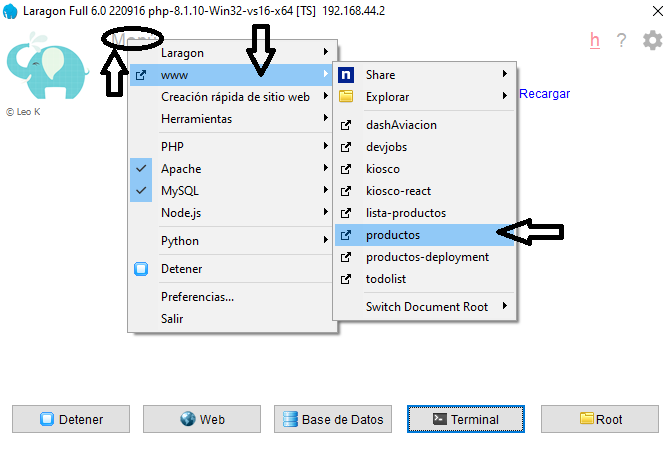 Laragon Full 6.0 220916 php-8.1.10-Win32-vs16-x64 [TS] 192.168.44.2
h ?
© Leo K
Laragon
www
Creación rápida de sitio web
Herramientas
PHP
Apache
MySQL
Node.js
Python
Detener
Preferencias...
Salir
n Share
Explorar
dashAviacion
devjobs
kiosco
kiosco-react
lista-productos
productos
productos-deployment
todolist
Switch Document Root
Recargar
Detener
Web
Base de Datos
Terminal
Root